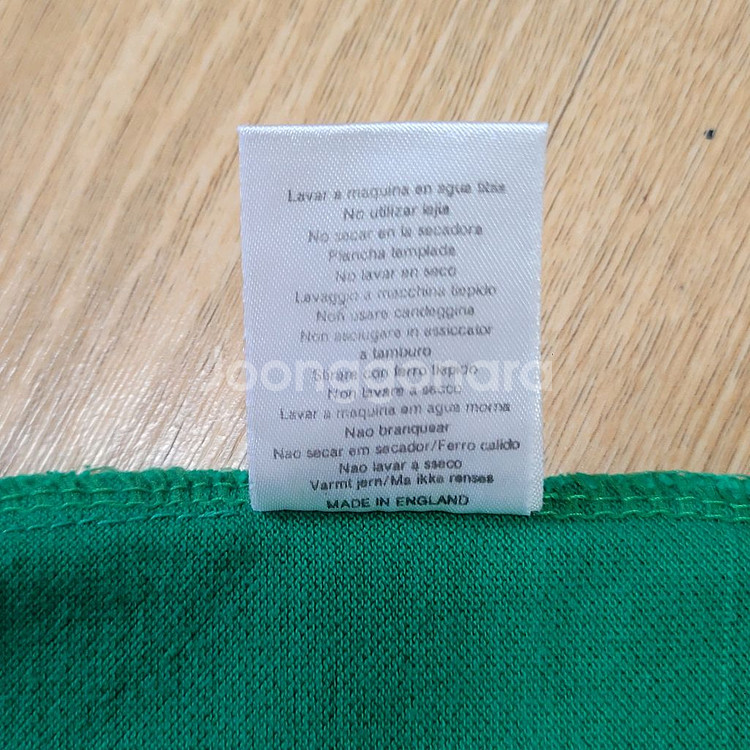 Lavar a maquina en agua tibia
No utilizar lejia
No secar en la secadora
Plancha templada
No lavar en seco
Lavaggio a macchina tiepido
Non usare candeggina
Non asciugare in essiccator
a tamburo
Stirare con ferro tiepido
Non lavare a secco
Lavar a maquina em agua morna
Nao branquear
Nao secar em secador/Ferro calido
Nao lavar a sseco
Varmt jern/Ma ikke renses
MADE IN ENGLAND
Joonggonara